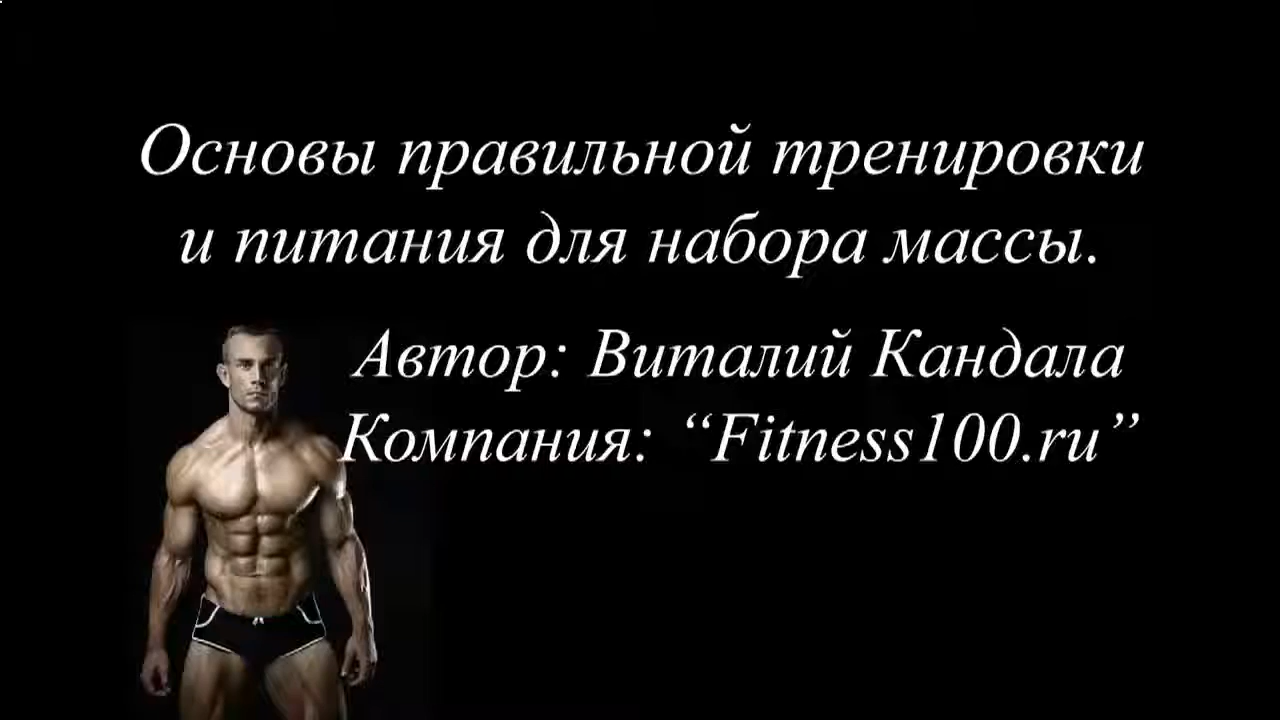 Основы правильной тренировки
и питания для набора массы.
Автор: Виталий Кандала
Компания: “Fitness100.ru”